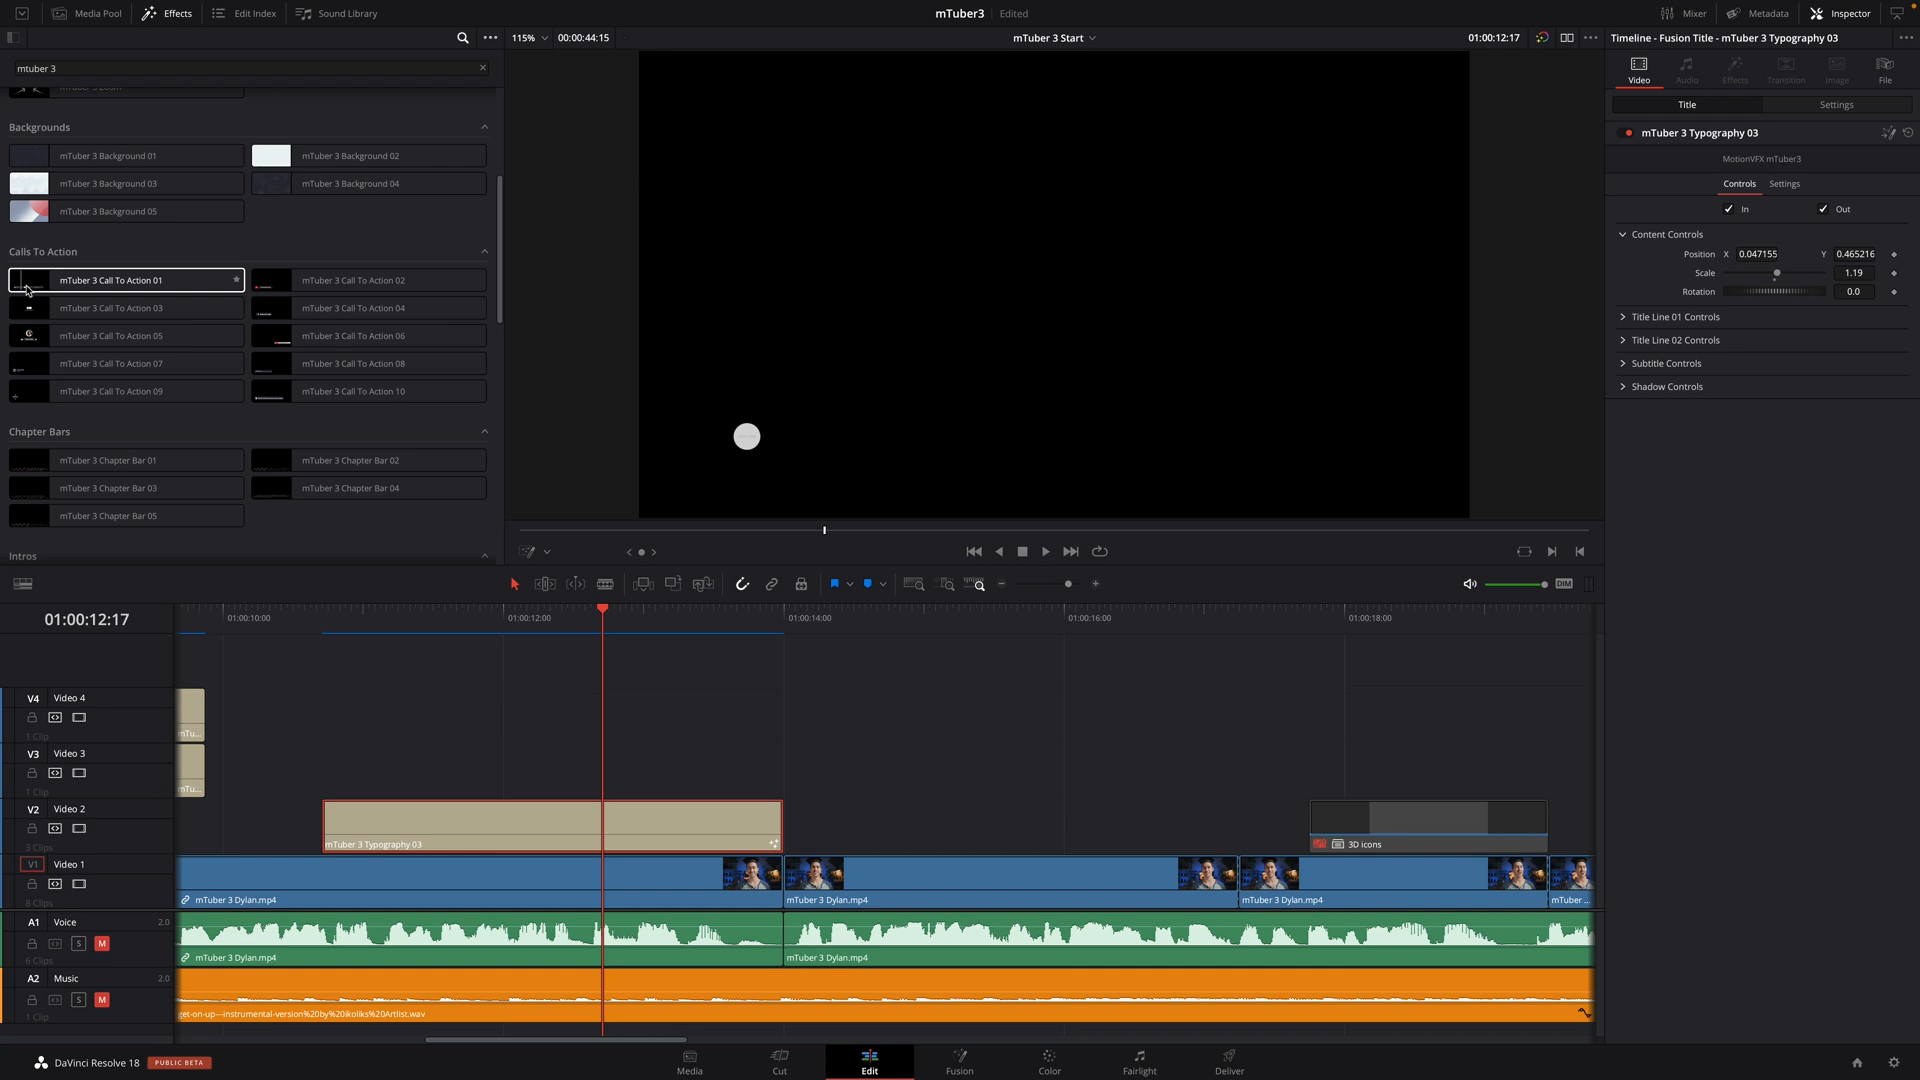 Media Pool
Effects
Edit Index
Sound Library
mTuber3
Edited
Mixer
Metadata
Inspector
115%
00:00:44:15
mTuber 3 Start
01:00:12:17
Timeline - Fusion Title - mTuber 3 Typography 03
mtuber 3
Video
Audio
Effects
Transition
Image
File
Title
Settings
mTuber 3 Zoom
Backgrounds
mTuber 3 Background 01
mTuber 3 Background 02
mTuber 3 Background 03
mTuber 3 Background 04
mTuber 3 Background 05
Calls To Action
mTuber 3 Call To Action 01
mTuber 3 Call To Action 02
mTuber 3 Call To Action 03
mTuber 3 Call To Action 04
mTuber 3 Call To Action 05
mTuber 3 Call To Action 06
mTuber 3 Call To Action 07
mTuber 3 Call To Action 08
mTuber 3 Call To Action 09
mTuber 3 Call To Action 10
Chapter Bars
mTuber 3 Chapter Bar 01
mTuber 3 Chapter Bar 02
mTuber 3 Chapter Bar 03
mTuber 3 Chapter Bar 04
mTuber 3 Chapter Bar 05
Intros
mTuber 3 Typography 03
MotionVFX mTuber3
Controls
Settings
In
Out
Content Controls
Position X 0.047155 Y 0.465216
Scale 1.19
Rotation 0.0
Title Line 01 Controls
Title Line 02 Controls
Subtitle Controls
Shadow Controls
DIM
01:00:12:17
01:00:10:00
01:00:12:00
01:00:14:00
01:00:16:00
01:00:18:00
V4 Video 4
1 Clip
mTu...
V3 Video 3
1 Clip
mTu...
V2 Video 2
3 Clips
mTuber 3 Typography 03
3D icons
V1 Video 1
8 Clips
mTuber 3 Dylan.mp4
mTuber 3 Dylan.mp4
mTuber 3 Dylan.mp4
mTuber ...
A1 Voice 2.0
S M
6 Clips
mTuber 3 Dylan.mp4
mTuber 3 Dylan.mp4
A2 Music 2.0
S M
1 Clip
get-on-up---instrumental-version%20by%20ikoliks%20Artlist.wav
DaVinci Resolve 18
PUBLIC BETA
Media
Cut
Edit
Fusion
Color
Fairlight
Deliver